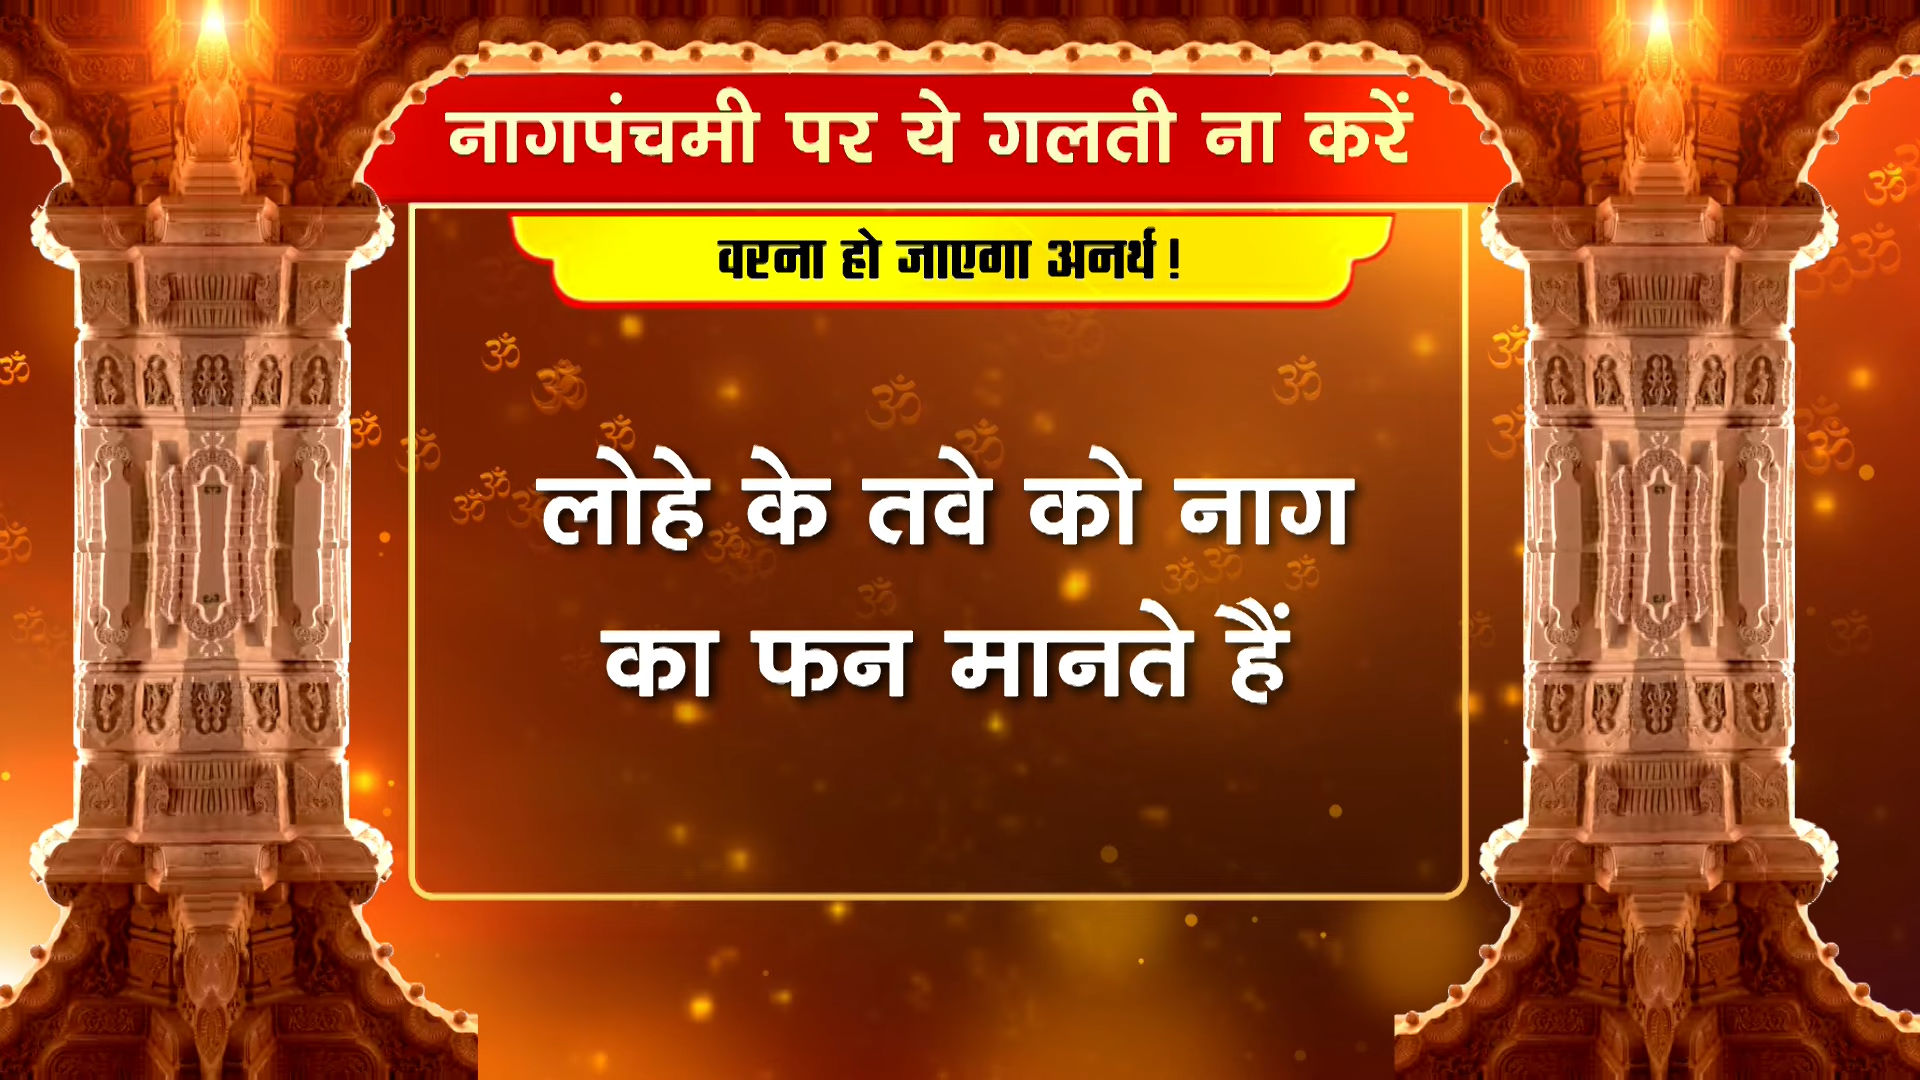 नागपंचमी पर ये गलती ना करें
वरना हो जाएगा अनर्थ!
लोहे के तवे को नाग
का फन मानते हैं